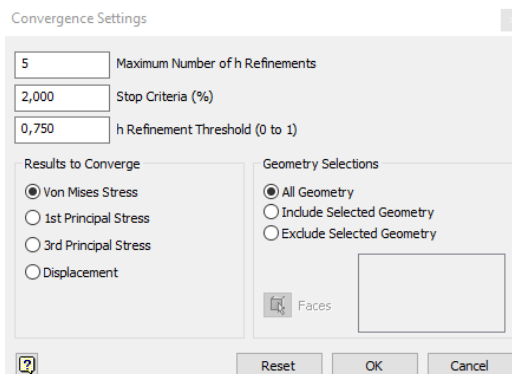 Convergence Settings
5 Maximum Number of h Refinements
2,000 Stop Criteria (%)
0,750 h Refinement Threshold (0 to 1)
Results to Converge
Von Mises Stress
1st Principal Stress
3rd Principal Stress
Displacement
Geometry Selections
All Geometry
Include Selected Geometry
Exclude Selected Geometry
Faces
?
Reset OK Cancel